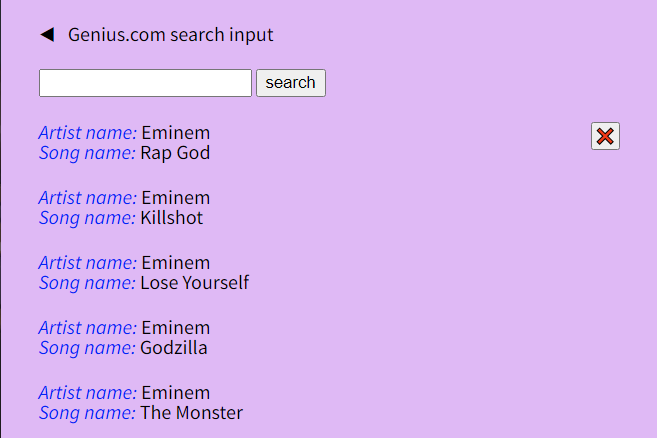 Genius.com search input
search
Artist name: Eminem
Song name: Rap God
Artist name: Eminem
Song name: Killshot
Artist name: Eminem
Song name: Lose Yourself
Artist name: Eminem
Song name: Godzilla
Artist name: Eminem
Song name: The Monster